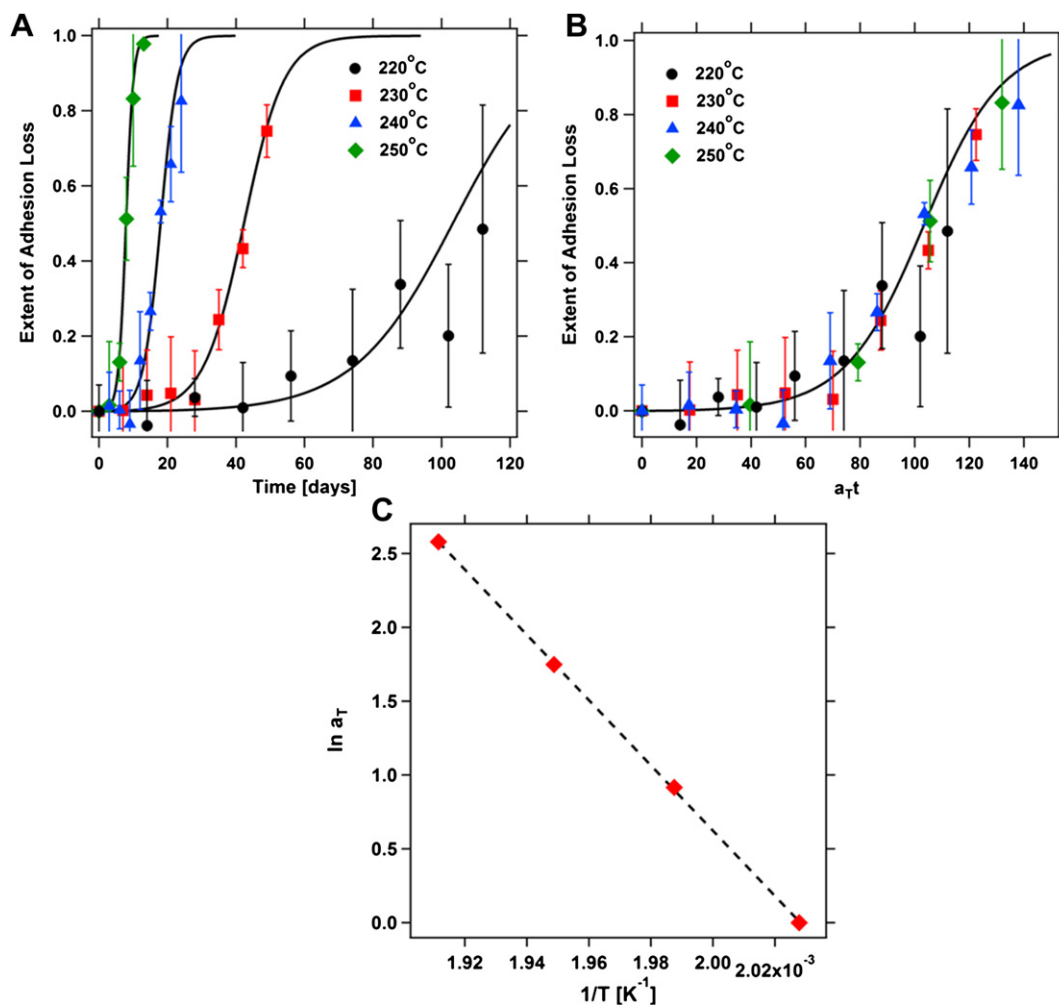 A
Extent of Adhesion Loss
1.0
0.8
0.6
0.4
0.2
0.0
220°C
230°C
240°C
250°C
0 20 40 60 80 100 120
Time [days]
B
Extent of Adhesion Loss
1.0
0.8
0.6
0.4
0.2
0.0
220°C
230°C
240°C
250°C
0 20 40 60 80 100 120 140
aTt
C
ln aT
2.5
2.0
1.5
1.0
0.5
0.0
1.92 1.94 1.96 1.98 2.00 2.02x10⁻³
1/T [K⁻¹]